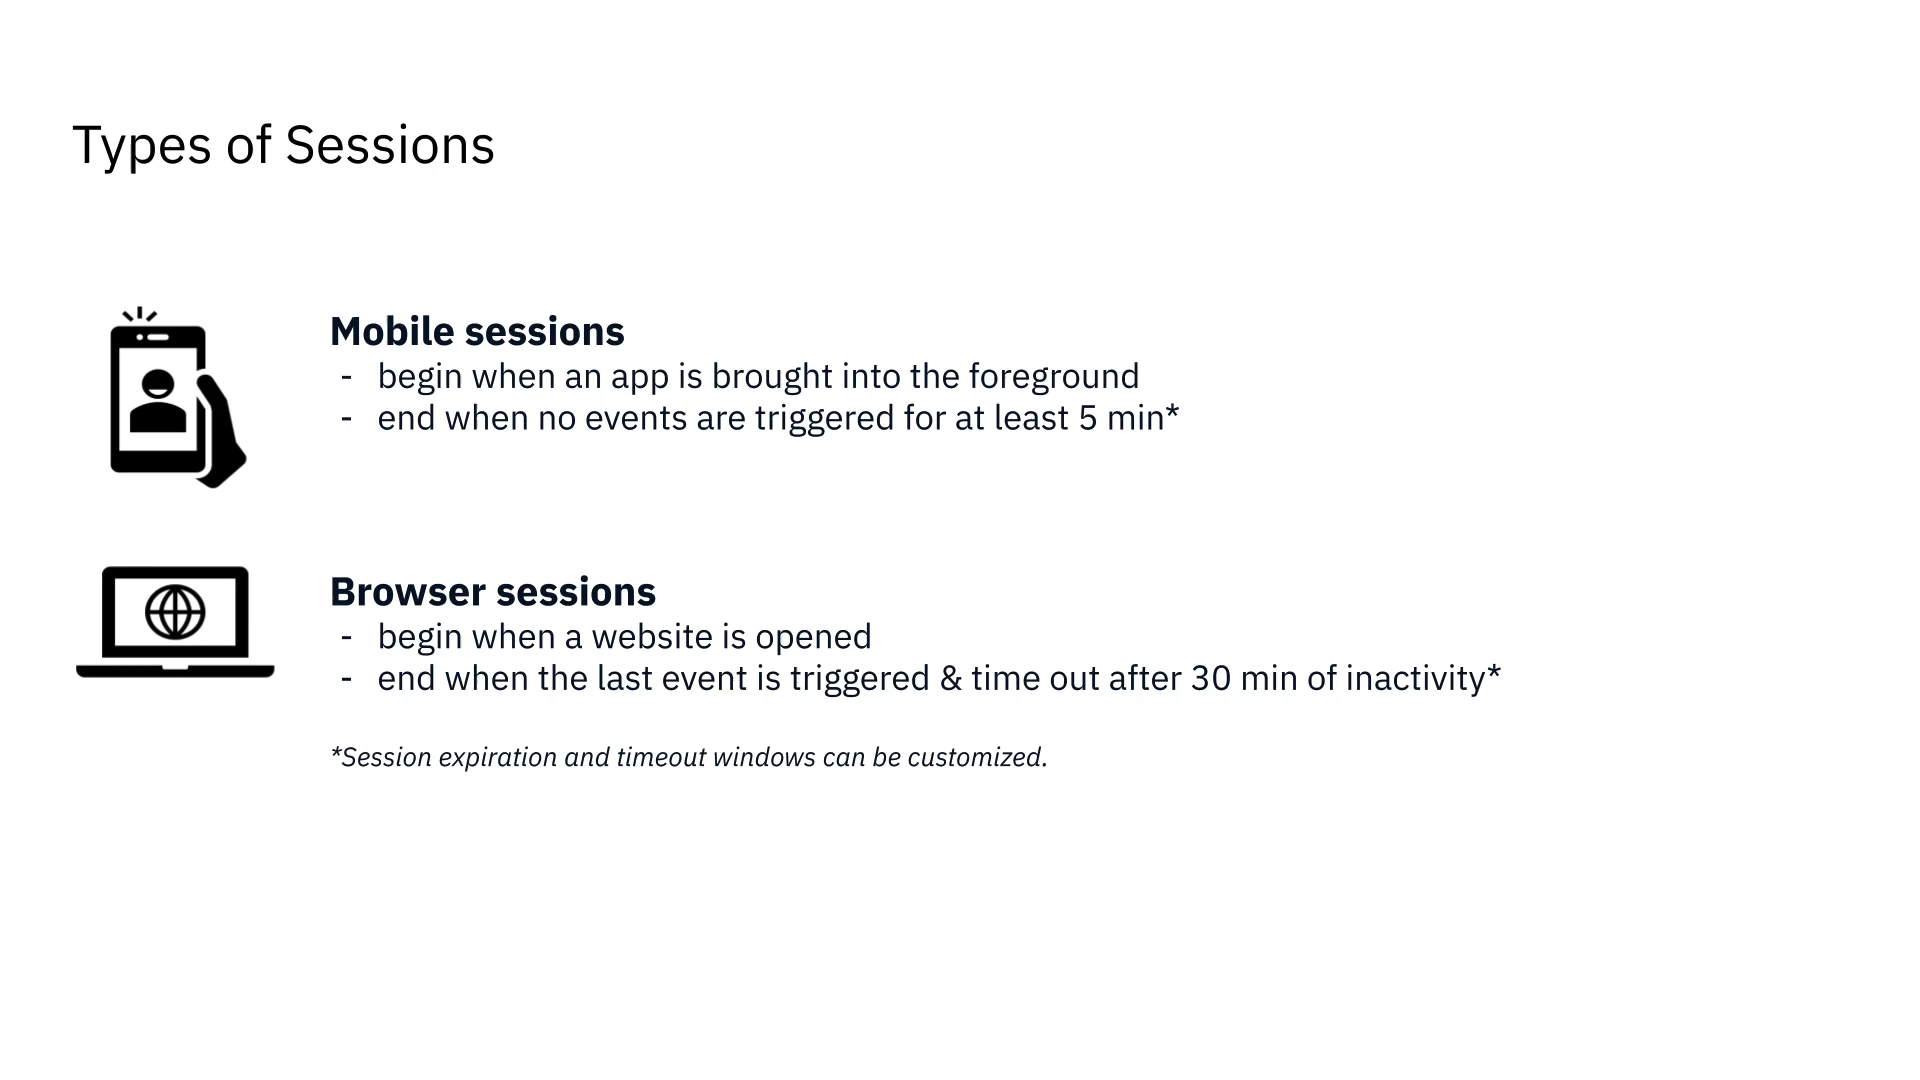 Types of Sessions
Mobile sessions
- begin when an app is brought into the foreground
- end when no events are triggered for at least 5 min*
Browser sessions
- begin when a website is opened
- end when the last event is triggered & time out after 30 min of inactivity*
*Session expiration and timeout windows can be customized.